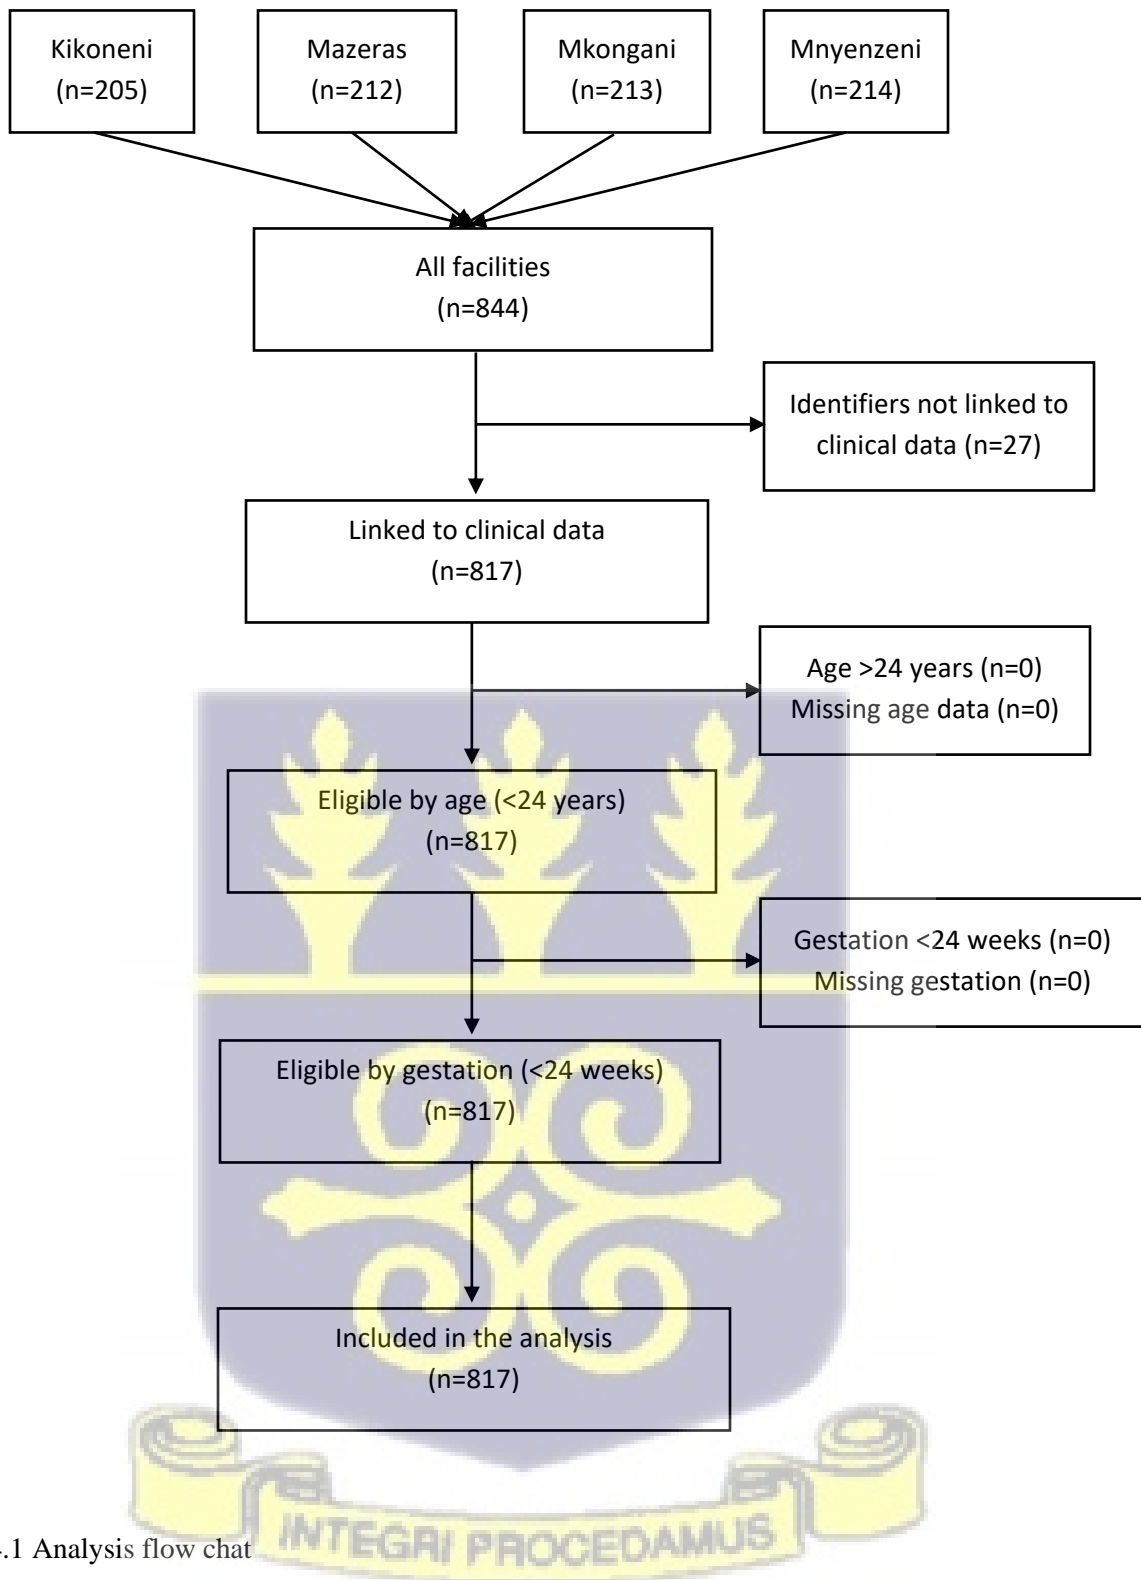 Kikoneni
(n=205)
Mazeras
(n=212)
Mkongani
(n=213)
Mnyenzeni
(n=214)
All facilities
(n=844)
Identifiers not linked to
clinical data (n=27)
Linked to clinical data
(n=817)
Age >24 years (n=0)
Missing age data (n=0)
Eligible by age (<24 years)
(n=817)
Gestation <24 weeks (n=0)
Missing gestation (n=0)
Eligible by gestation (<24 weeks)
(n=817)
Included in the analysis
(n=817)
.1 Analysis flow chat
INTEGRI PROCEDAMUS